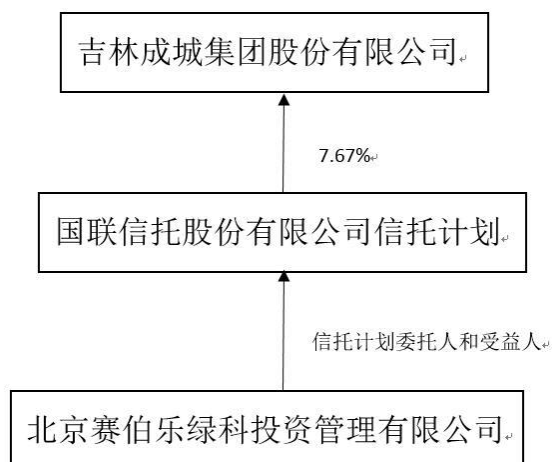 吉林成城集团股份有限公司
7.67%
国联信托股份有限公司信托计划
信托计划委托人和受益人
北京赛伯乐绿科投资管理有限公司